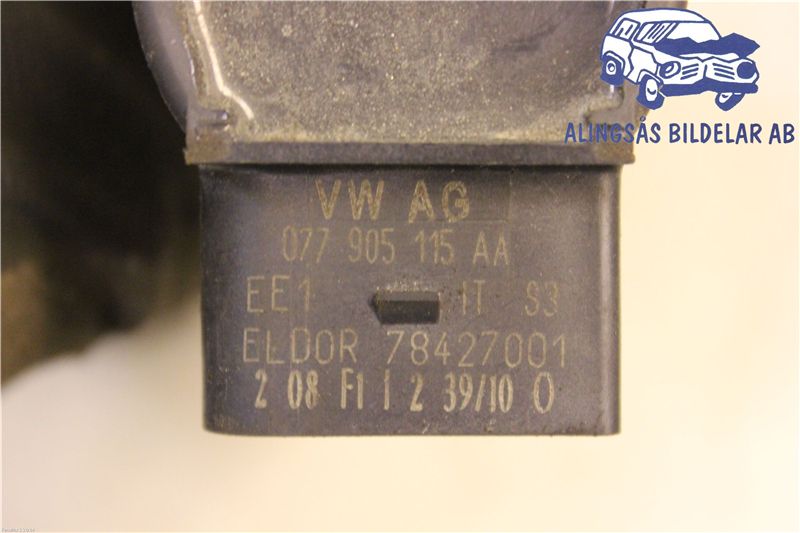 ALINGSÅS BILDELAR AB
VW AG
077 905 115 AA
EE1 IT S3
ELDOR 78427001
2 08 F1 1 2 39/10 0